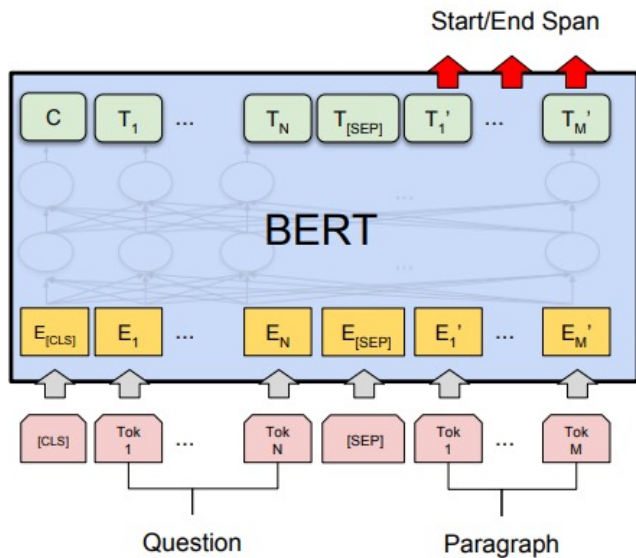 Start/End Span
C T1 ... TN T[SEP] T1’ ... TM’
...
BERT
...
E[CLS] E1 ... EN E[SEP] E1’ ... EM’
[CLS] Tok 1 ... Tok N [SEP] Tok 1 ... Tok M
Question Paragraph